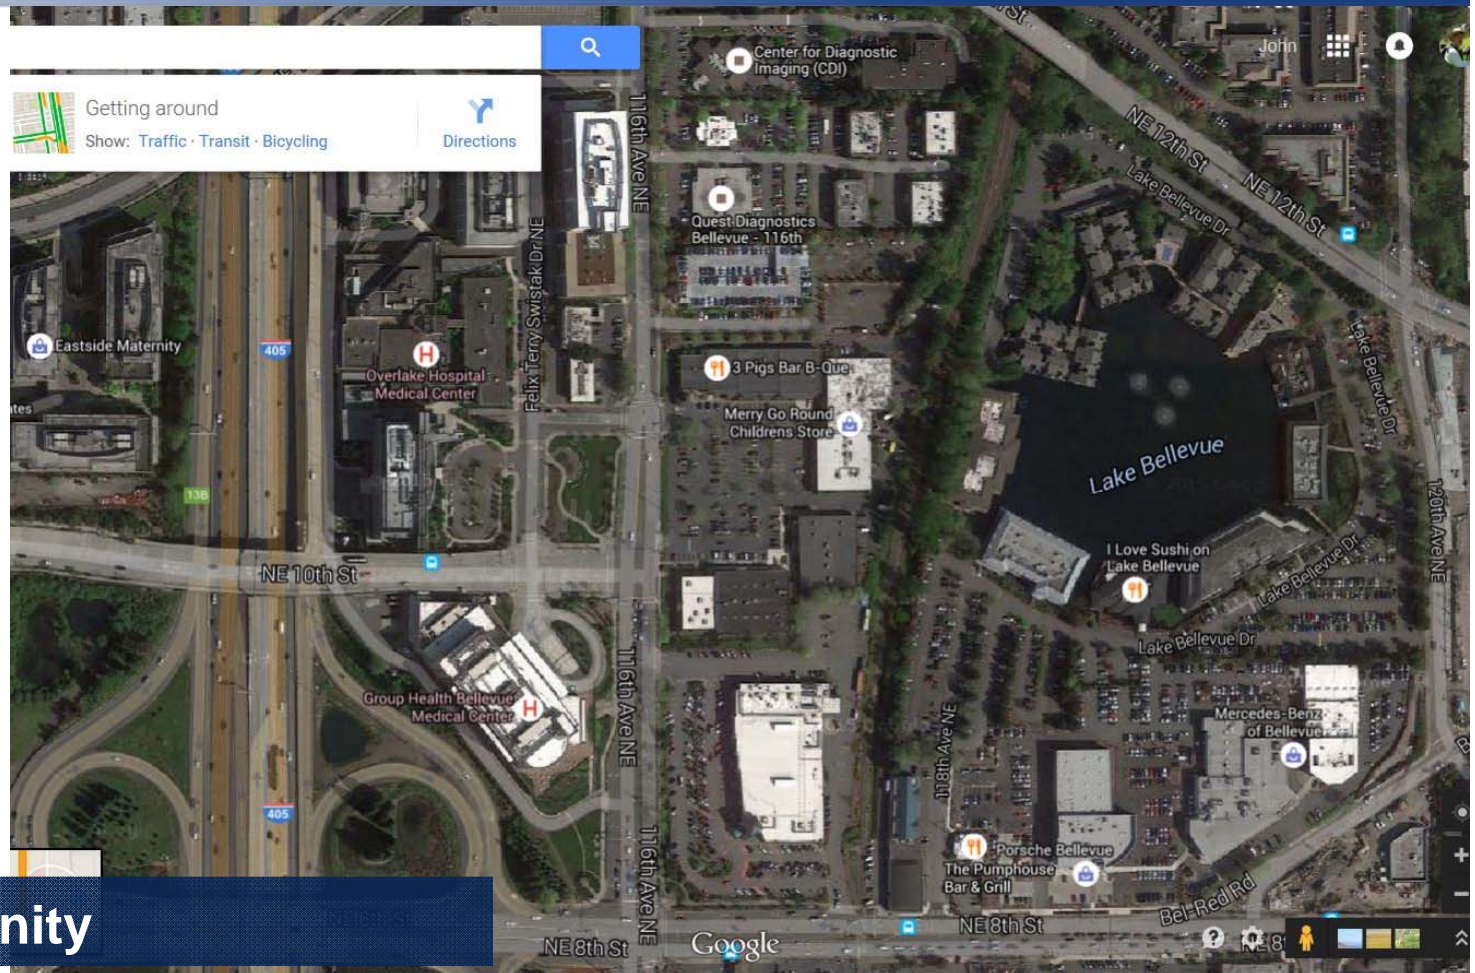 John
Getting around
Show: Traffic · Transit · Bicycling
Directions
Center for Diagnostic
Imaging (CDI)
116th Ave NE
NE 12th St
Lake Bellevue Dr
NE 12th St
Quest Diagnostics
Bellevue - 116th
Felix Terry Swistak Dr NE
Eastside Maternity
405
H
Overlake Hospital
Medical Center
3 Pigs Bar B-Que
Merry Go Round
Childrens Store
Lake Bellevue Dr
Lake Bellevue
13B
120th Ave NE
I Love Sushi on
Lake Bellevue
NE 10th St
Lake Bellevue Dr
Lake Bellevue Dr
116th Ave NE
Group Health Bellevue
Medical Center
H
Mercedes-Benz
of Bellevue
118th Ave NE
405
116th Ave NE
Porsche Bellevue
The Pumphouse
Bar & Grill
Bel-Red Rd
nity
NE 8th St
NE 8th St
Google
NE 8